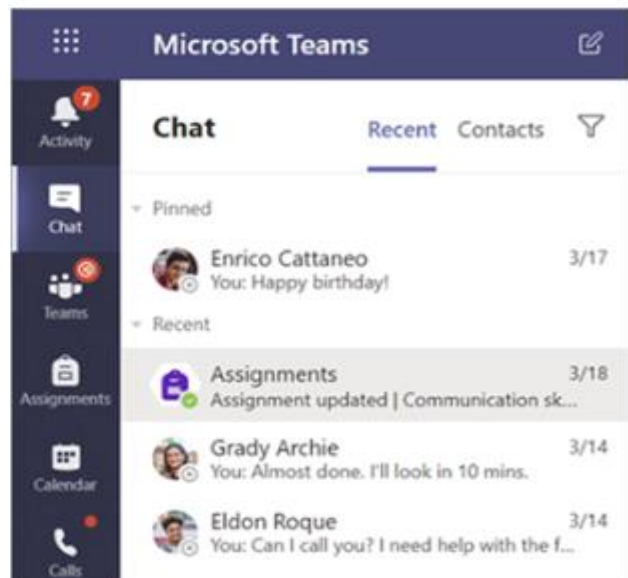 Microsoft Teams
7
Activity
Chat
Teams
Assignments
Calendar
Calls
Chat Recent Contacts
Pinned
Enrico Cattaneo 3/17
You: Happy birthday!
Recent
Assignments 3/18
Assignment updated | Communication sk...
Grady Archie 3/14
You: Almost done. I'll look in 10 mins.
Eldon Roque 3/14
You: Can I call you? I need help with the f...